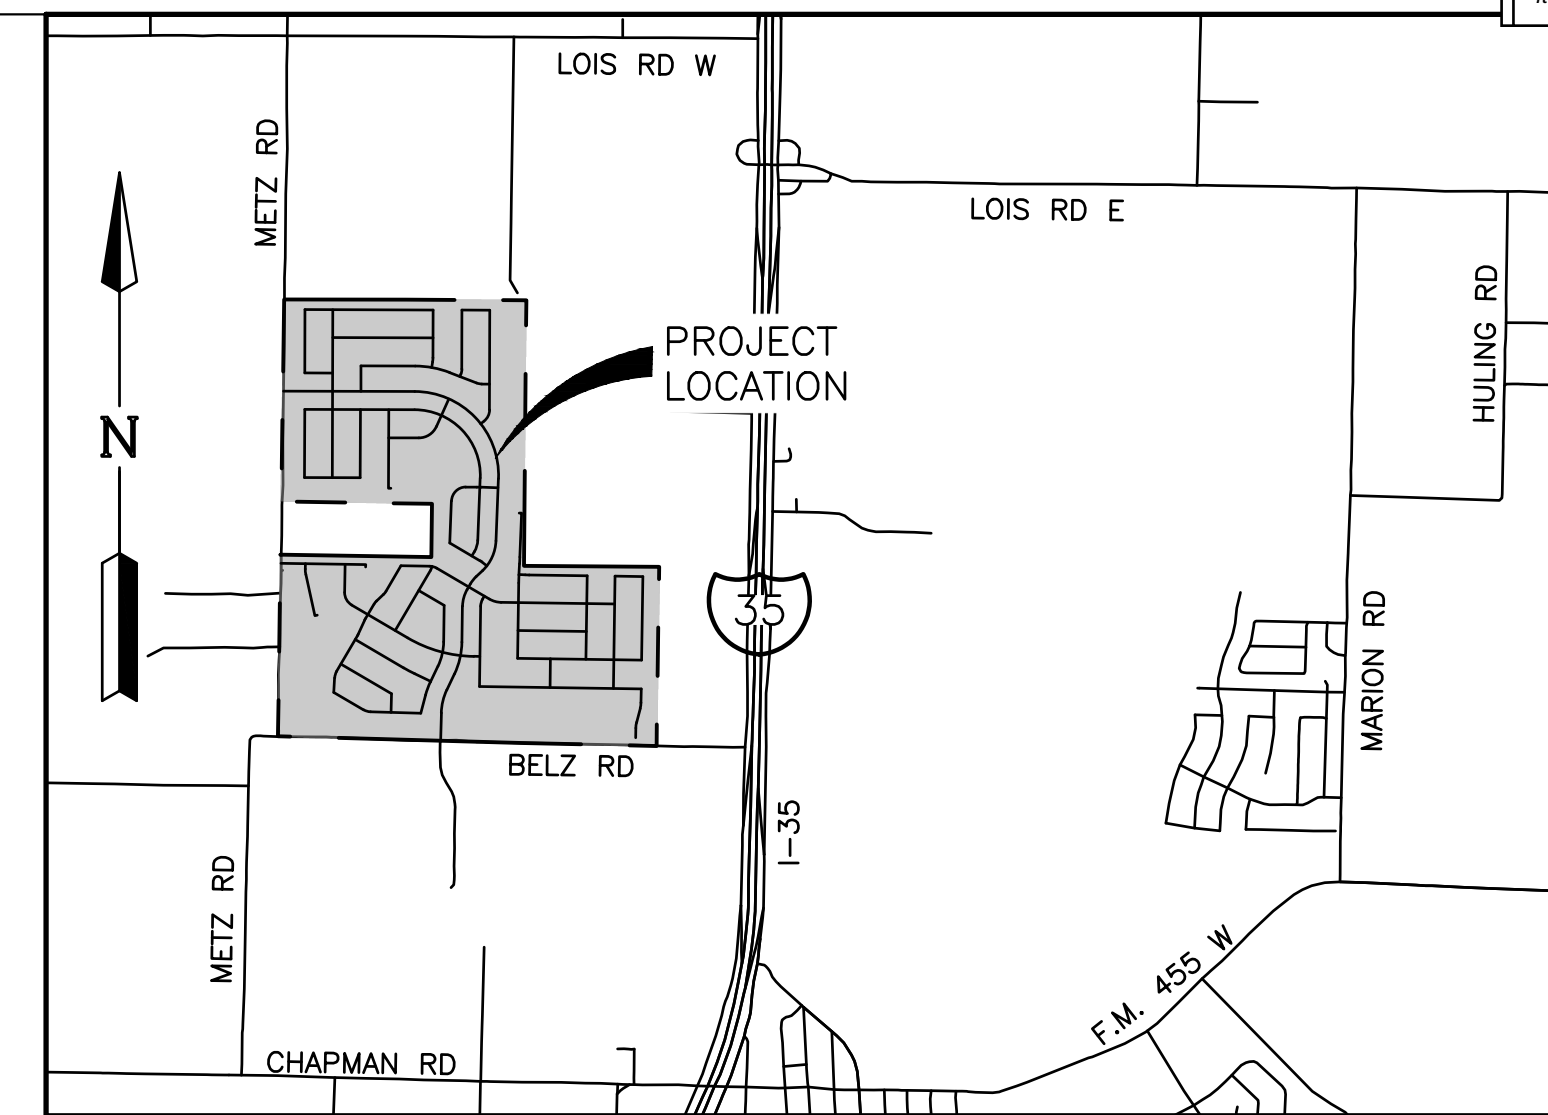 LOIS RD W
METZ RD
LOIS RD E
HULING RD
PROJECT
LOCATION
N
35
MARION RD
BELZ RD
I-35
METZ RD
F.M. 455 W
CHAPMAN RD